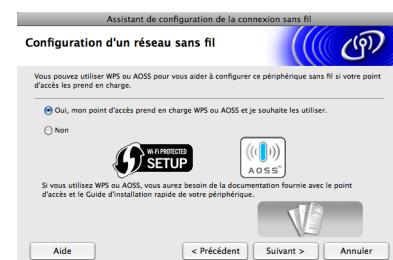 Assistant de configuration de la connexion sans fil
Configuration d'un réseau sans fil
Vous pouvez utiliser WPS ou AOSS pour vous aider à configurer ce périphérique sans fil si votre point
d'accès les prend en charge.
Oui, mon point d'accès prend en charge WPS ou AOSS et je souhaite les utiliser.
Non
WI-FI PROTECTED
SETUP
AOSS™
Si vous utilisez WPS ou AOSS, vous aurez besoin de la documentation fournie avec le point
d'accès et le Guide d'installation rapide de votre périphérique.
Aide
< Précédent
Suivant >
Annuler